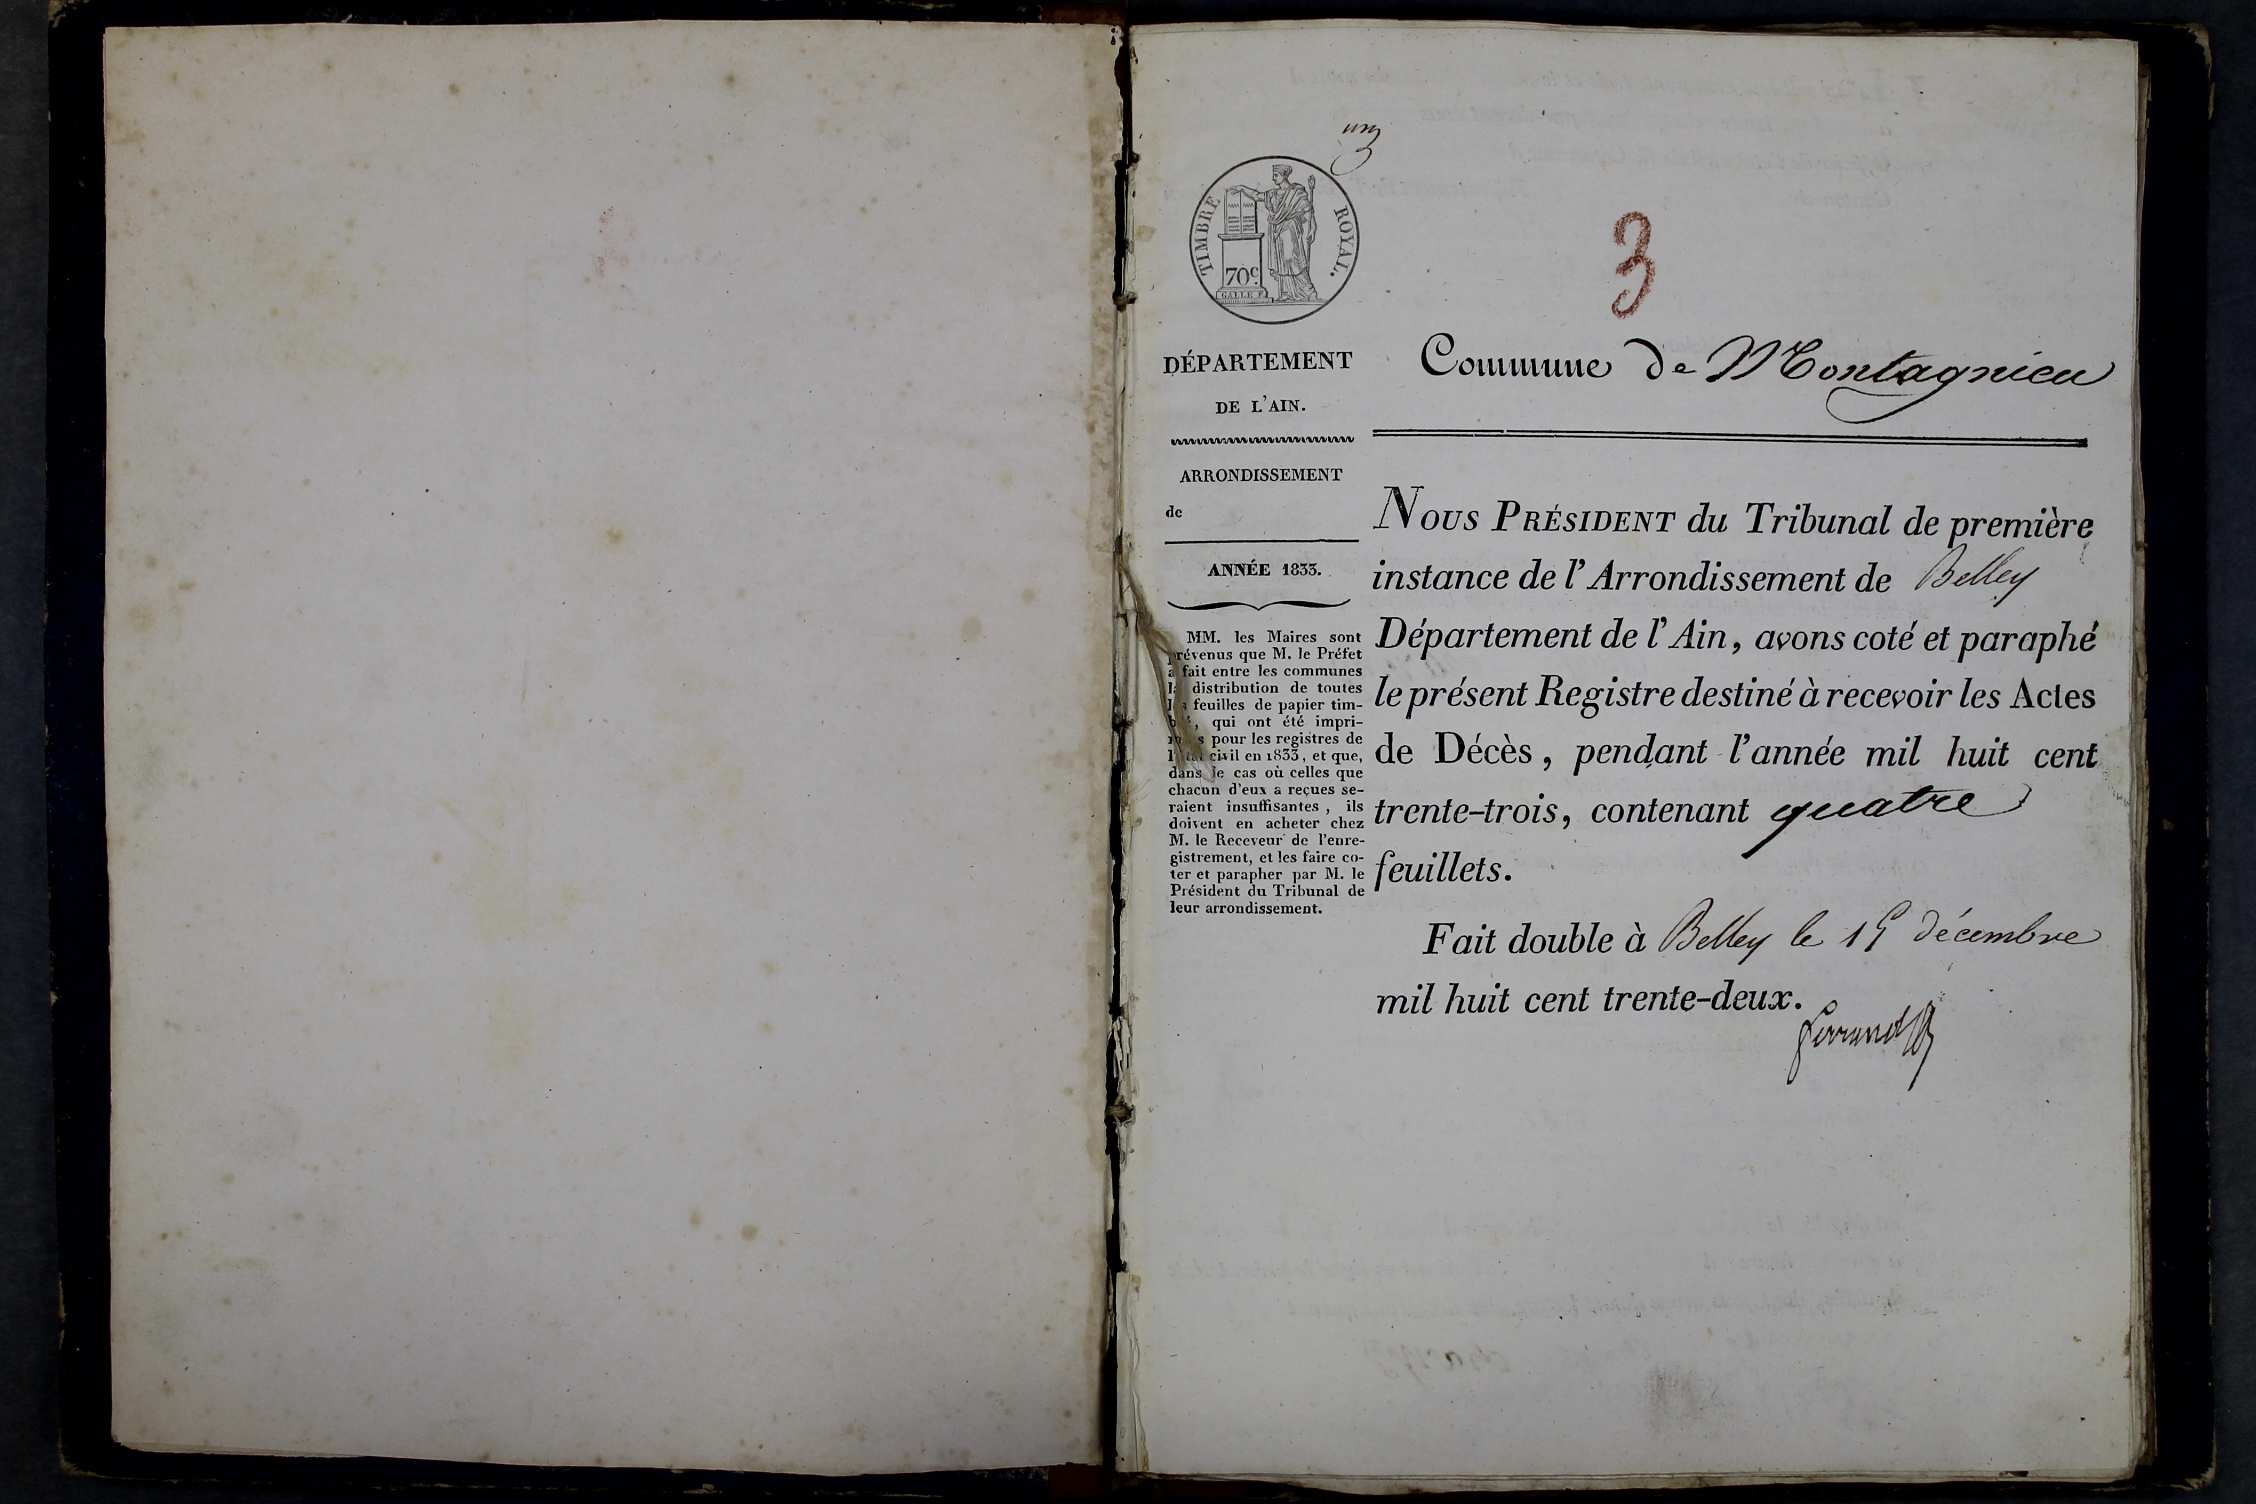 un
TIMBRE ROYAL.
70c.
GALLE F.
3
DÉPARTEMENT
DE L'AIN.
ARRONDISSEMENT
de
ANNÉE 1833.
MM. les Maires sont
prévenus que M. le Préfet
a fait entre les communes
la distribution de toutes
les feuilles de papier tim-
bré, qui ont été impri-
mées pour les registres de
l'état civil en 1833, et que,
dans le cas où celles que
chacun d'eux a reçues se-
raient insuffisantes, ils
doivent en acheter chez
M. le Receveur de l'enre-
gistrement, et les faire co-
ter et parapher par M. le
Président du Tribunal de
leur arrondissement.
Commune de Montagnieu
NOUS PRÉSIDENT du Tribunal de première
instance de l'Arrondissement de Belley
Département de l'Ain, avons coté et paraphé
le présent Registre destiné à recevoir les Actes
de Décès, pendant l'année mil huit cent
trente-trois, contenant quatre
feuillets.
Fait double à Belley le 15 décembre
mil huit cent trente-deux.
ferrand